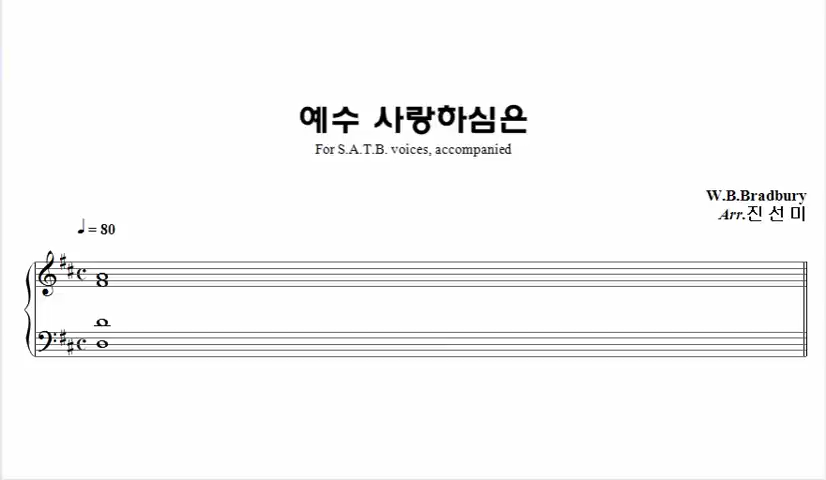 예수 사랑하심은
For S.A.T.B. voices, accompanied
W.B.Bradbury
Arr.진 선 미
♩= 80